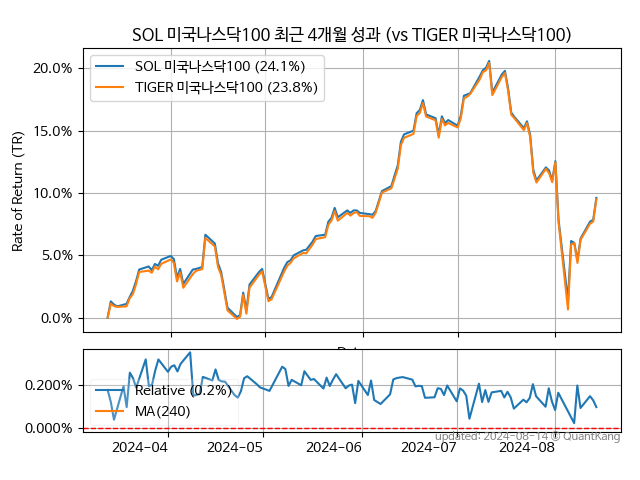 SOL 미국나스닥100 최근 4개월 성과 (vs TIGER 미국나스닥100)
SOL 미국나스닥100 (24.1%)
TIGER 미국나스닥100 (23.8%)
Rate of Return (TR)
20.0%
15.0%
10.0%
5.0%
0.0%
0.200%
0.000%
Relative (0.2%)
MA(240)
updated: 2024-08-14 © QuantKang
2024-04
2024-05
2024-06
2024-07
2024-08